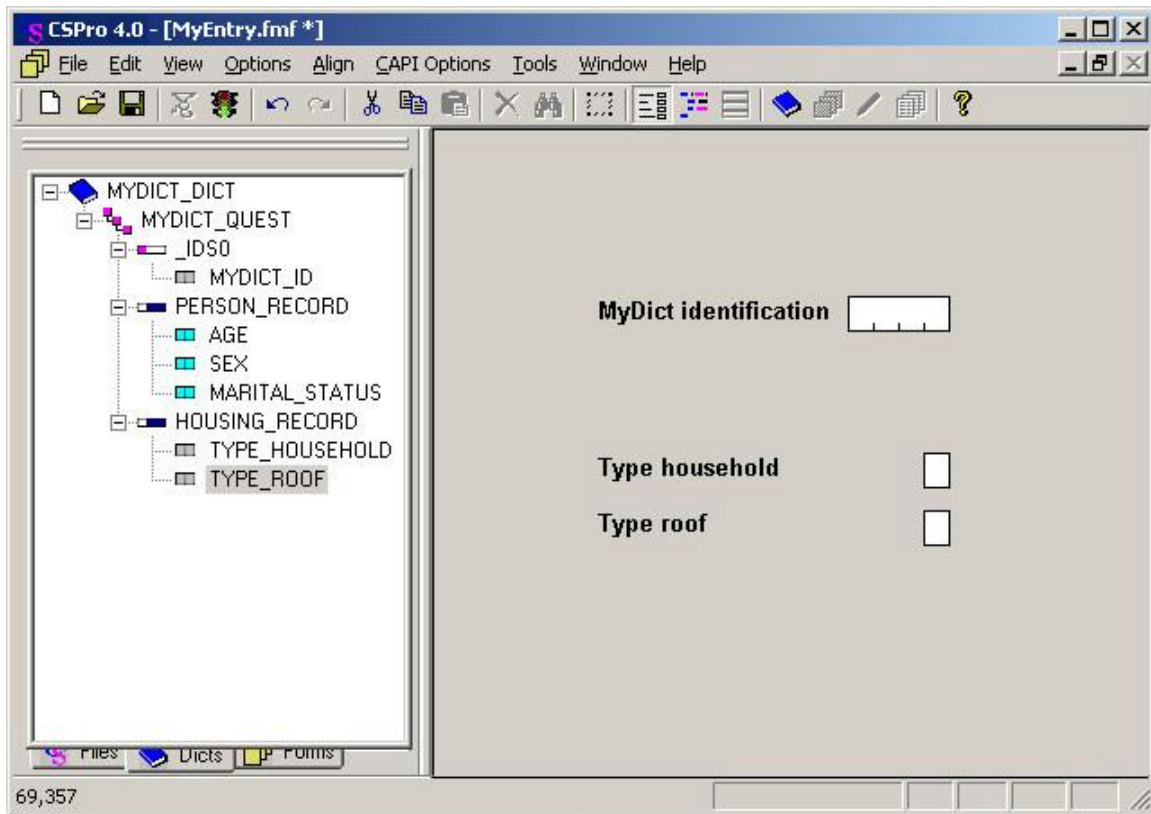 CSPro 4.0 - [MyEntry.fmf *]
File Edit View Options Align CAPI Options Tools Window Help
MYDICT_DICT
MYDICT_QUEST
_IDS0
MYDICT_ID
PERSON_RECORD
AGE
SEX
MARITAL_STATUS
HOUSING_RECORD
TYPE_HOUSEHOLD
TYPE_ROOF
MyDict identification
Type household
Type roof
Files Dicts Forms
69,357